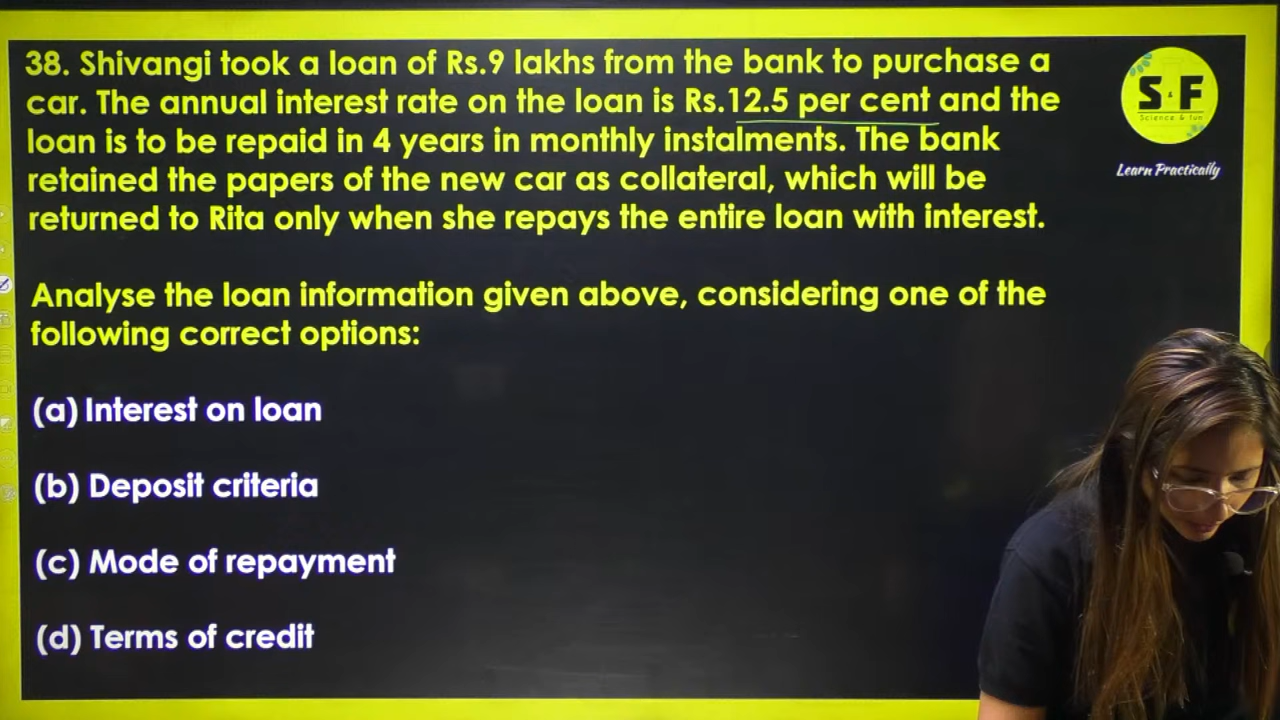 38. Shivangi took a loan of Rs.9 lakhs from the bank to purchase a
car. The annual interest rate on the loan is Rs.12.5 per cent and the
loan is to be repaid in 4 years in monthly instalments. The bank
retained the papers of the new car as collateral, which will be
returned to Rita only when she repays the entire loan with interest.
S&F
Science & fun
Learn Practically
Analyse the loan information given above, considering one of the
following correct options:
(a) Interest on loan
(b) Deposit criteria
(c) Mode of repayment
(d) Terms of credit